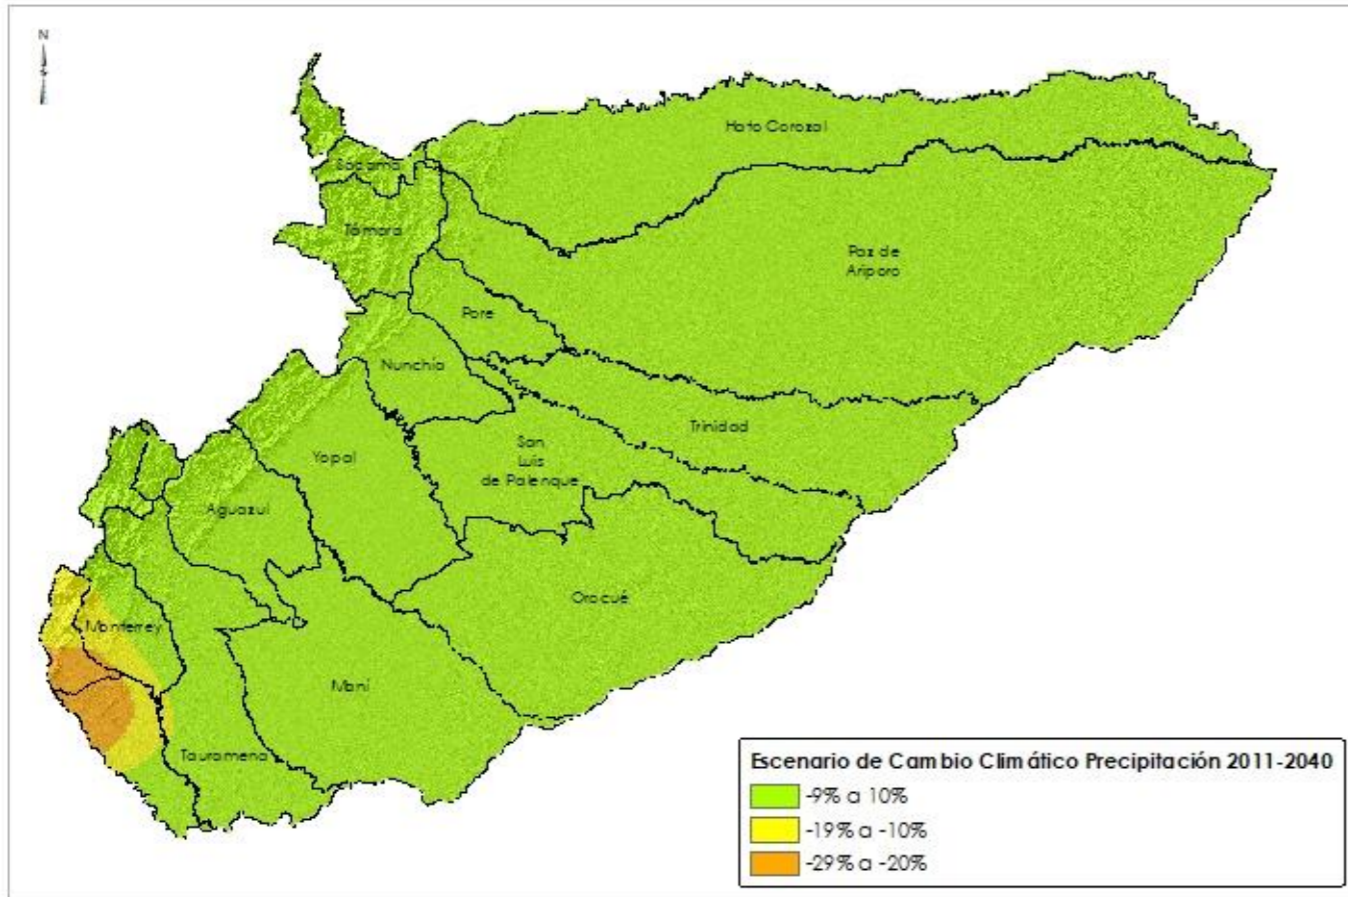 N
Hato Corozal
Sacama
Támara
Paz de
Ariporo
Pore
Nunchía
Trinidad
San
Luis
de Palenque
Yopal
Aguazul
Orocué
Monterrey
Maní
Tauramena
Escenario de Cambio Climático Precipitación 2011-2040
-9% a 10%
-19% a -10%
-29% a -20%